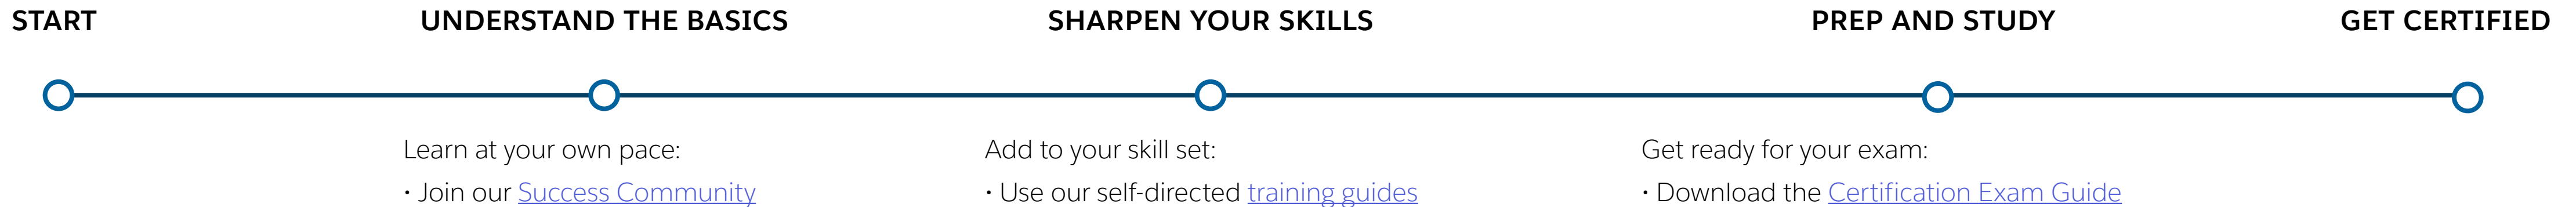 START
UNDERSTAND THE BASICS
SHARPEN YOUR SKILLS
PREP AND STUDY
GET CERTIFIED
Learn at your own pace:
• Join our Success Community
Add to your skill set:
• Use our self-directed training guides
Get ready for your exam:
• Download the Certification Exam Guide